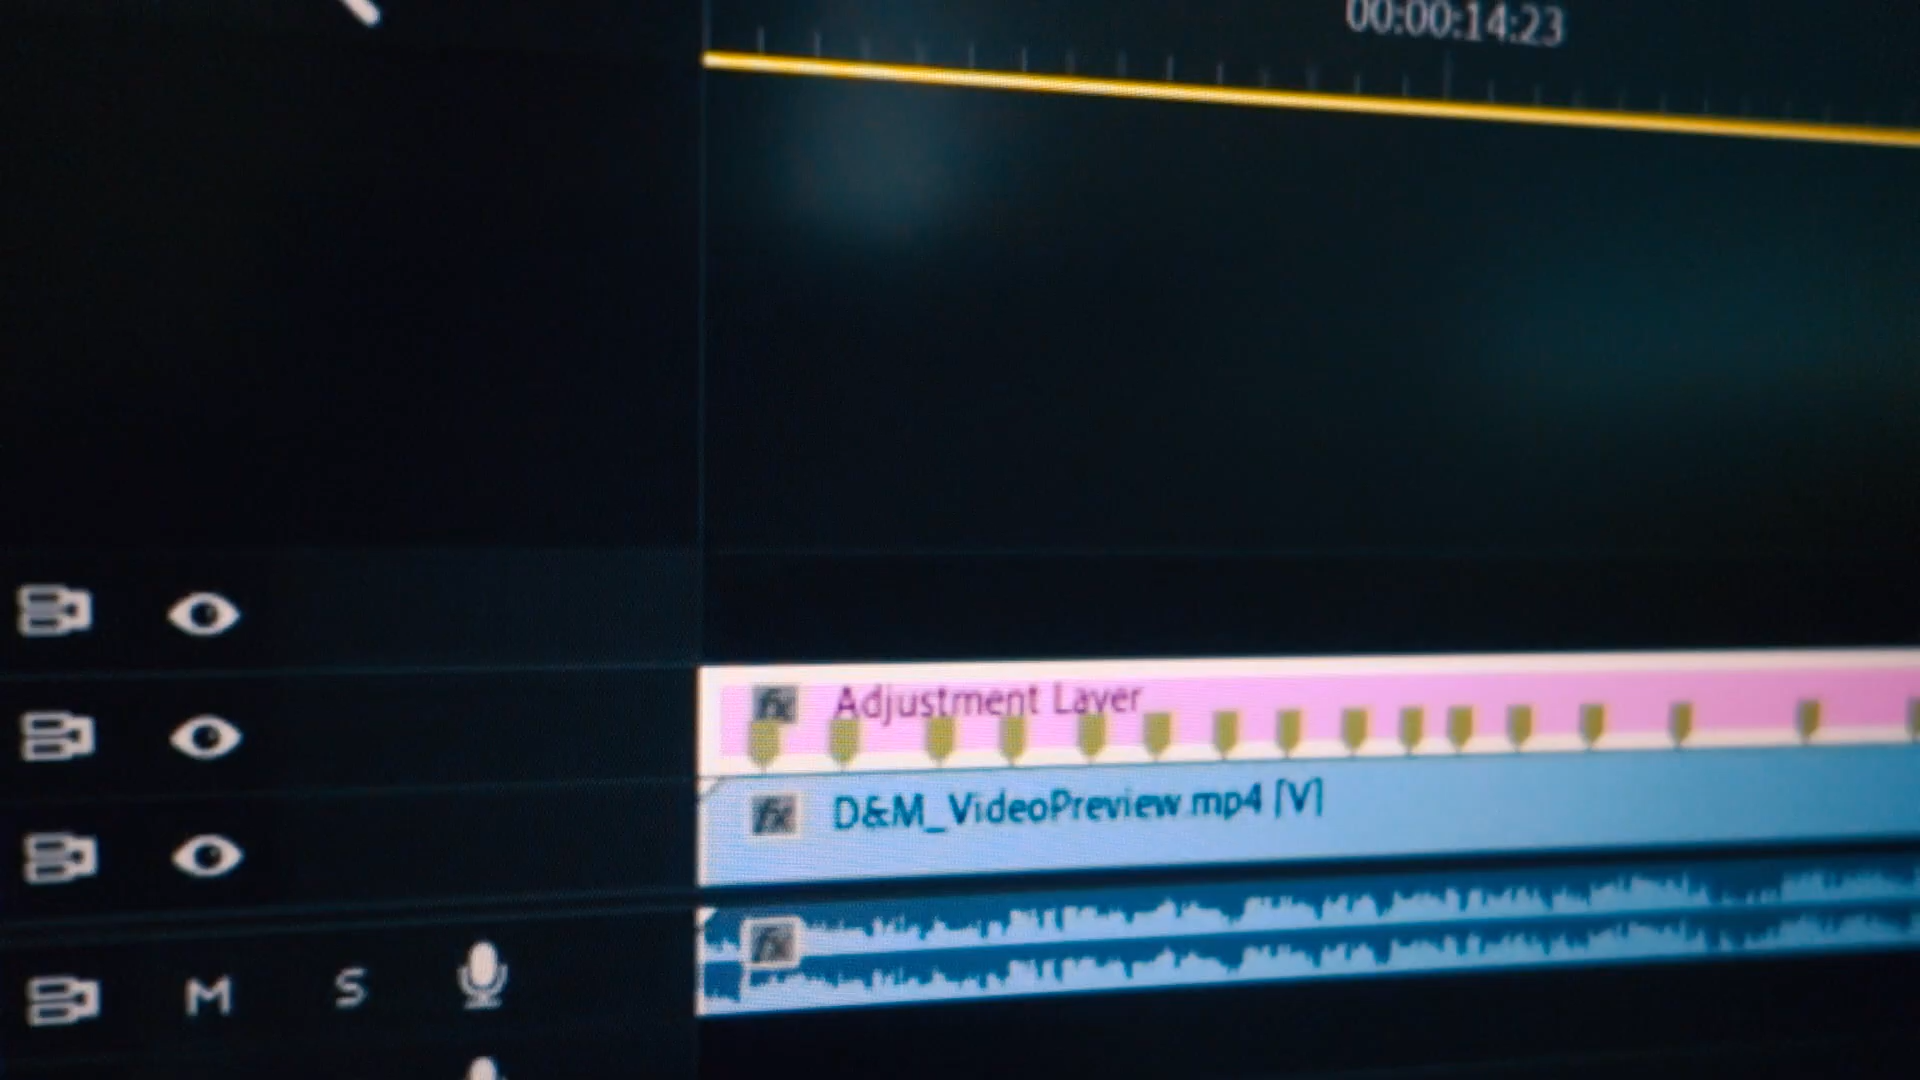 00:00:14:23
fx Adjustment Layer
fx D&M_VideoPreview.mp4 [V]
fx
M S